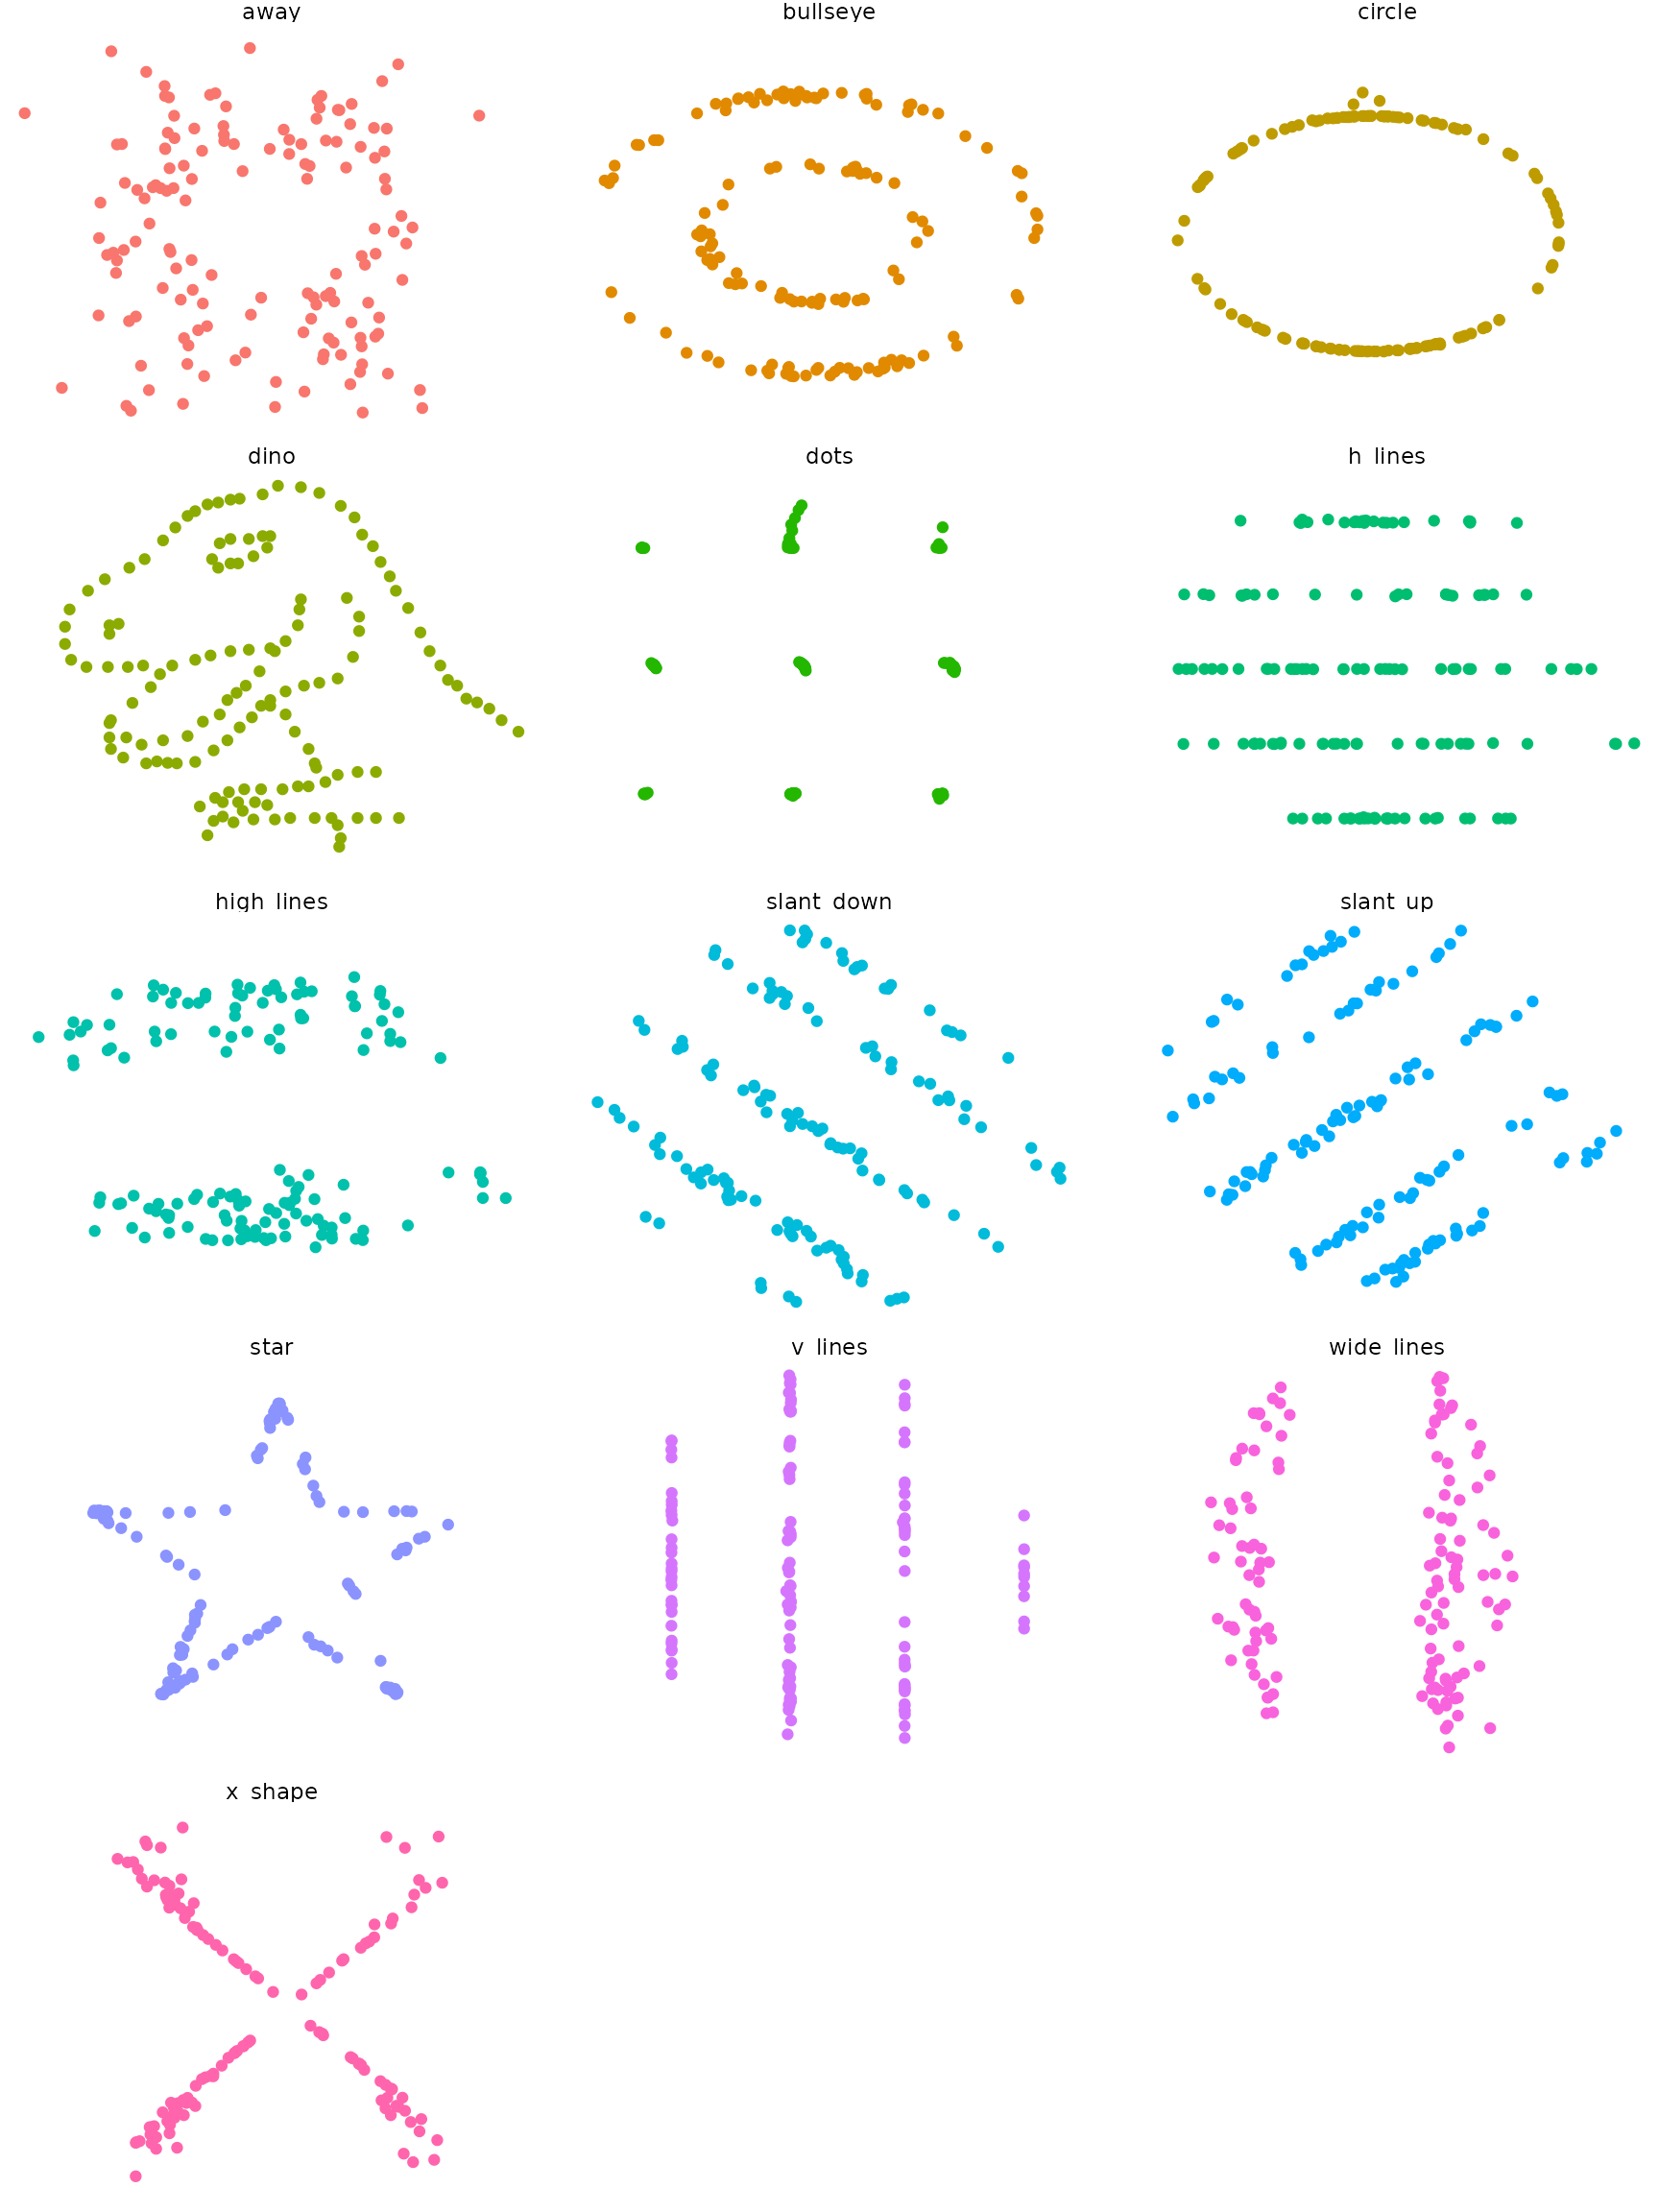 away
bullseye
circle
dino
dots
h_lines
high_lines
slant_down
slant_up
star
v_lines
wide_lines
x_shape